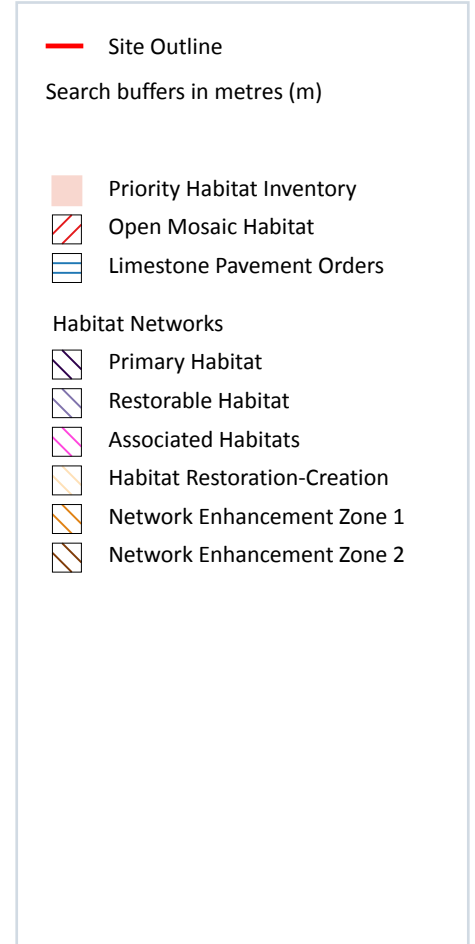 Site Outline
Search buffers in metres (m)
Priority Habitat Inventory
Open Mosaic Habitat
Limestone Pavement Orders
Habitat Networks
Primary Habitat
Restorable Habitat
Associated Habitats
Habitat Restoration-Creation
Network Enhancement Zone 1
Network Enhancement Zone 2